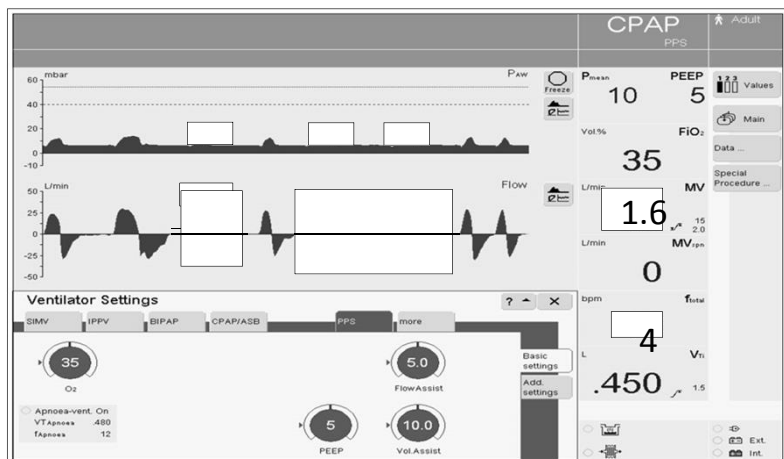 CPAP
PPS
Adult
mbar
PAW
60
40
20
0
-10
Freeze
L/min
Flow
50
25
0
-25
-50
Pmean
PEEP
10
5
Vol.%
FiO2
35
L/min
MV
1.6
15
2.0
L/min
MVspn
0
bpm
ftotal
4
L
VTi
.450
1.5
1 2 3
Values
Main
Data ...
Special
Procedure ...
Ventilator Settings
?
SIMV
IPPV
BIPAP
CPAP/ASB
PPS
more
35
O2
5.0
FlowAssist
Basic
settings
Add.
settings
Apnoea-vent. On
VTApnoea .480
fApnoea 12
5
PEEP
10.0
Vol.Assist
Ext.
Int.